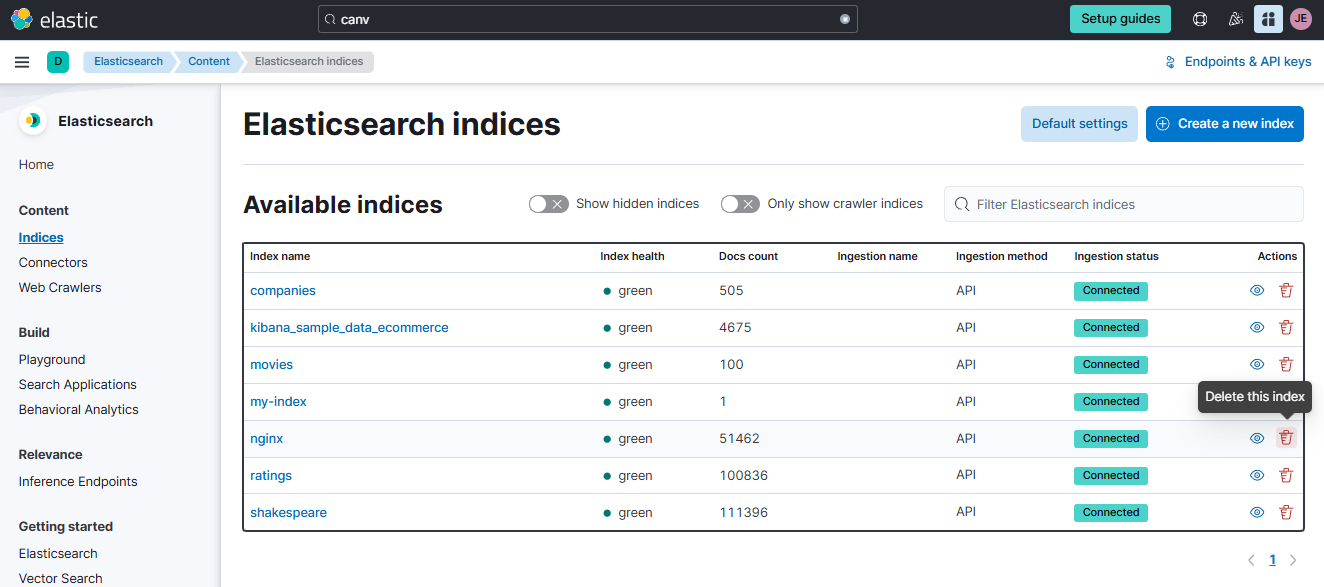 elastic canv Setup guides JE
D Elasticsearch Content Elasticsearch indices Endpoints & API keys
Elasticsearch
Home
Content
Indices
Connectors
Web Crawlers
Build
Playground
Search Applications
Behavioral Analytics
Relevance
Inference Endpoints
Getting started
Elasticsearch
Vector Search
Elasticsearch indices Default settings Create a new index
Available indices Show hidden indices Only show crawler indices Filter Elasticsearch indices
Index name Index health Docs count Ingestion name Ingestion method Ingestion status Actions
companies green 505 API Connected
kibana_sample_data_ecommerce green 4675 API Connected
movies green 100 API Connected
my-index green 1 API Connected
Delete this index
nginx green 51462 API Connected
ratings green 100836 API Connected
shakespeare green 111396 API Connected
1